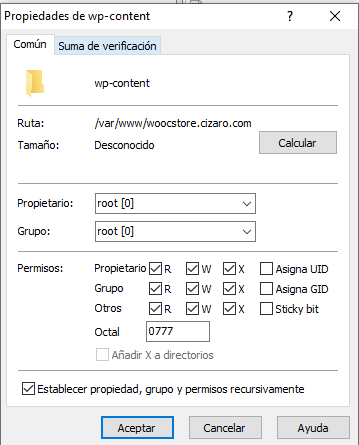 Propiedades de wp-content
Común Suma de verificación
wp-content
Ruta: /var/www/woocstore.cizaro.com
Tamaño: Desconocido Calcular
Propietario: root [0]
Grupo: root [0]
Permisos: Propietario R W X Asigna UID
Grupo R W X Asigna GID
Otros R W X Sticky bit
Octal 0777
Añadir X a directorios
Establecer propiedad, grupo y permisos recursivamente
Aceptar Cancelar Ayuda